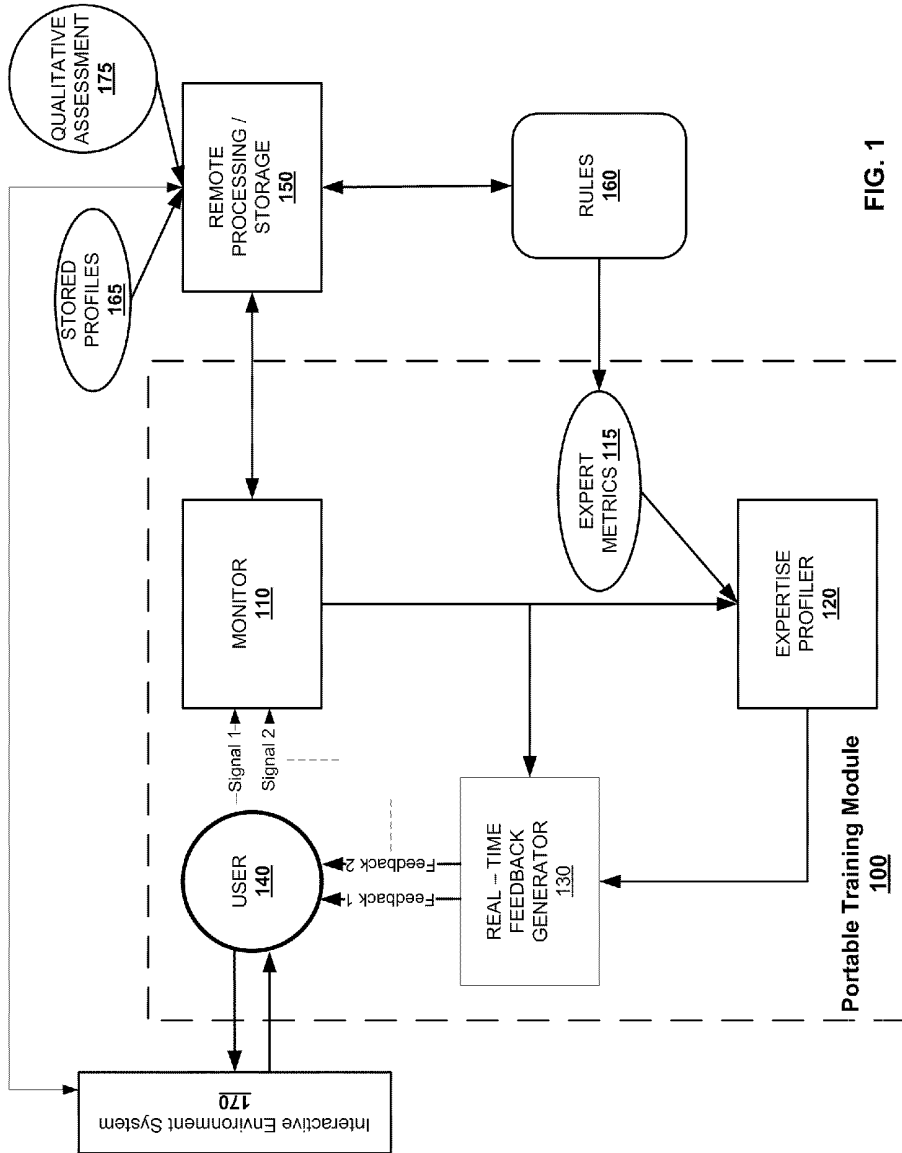 QUALITATIVE
ASSESSMENT
175
STORED
PROFILES
165
REMOTE
PROCESSING /
STORAGE
150
RULES
160
FIG. 1
MONITOR
110
EXPERT
METRICS 115
EXPERTISE
PROFILER
120
Signal 1
Signal 2
USER
140
Feedback 1
Feedback 2
REAL – TIME
FEEDBACK
GENERATOR
130
Portable Training Module
100
Interactive Environment System
170